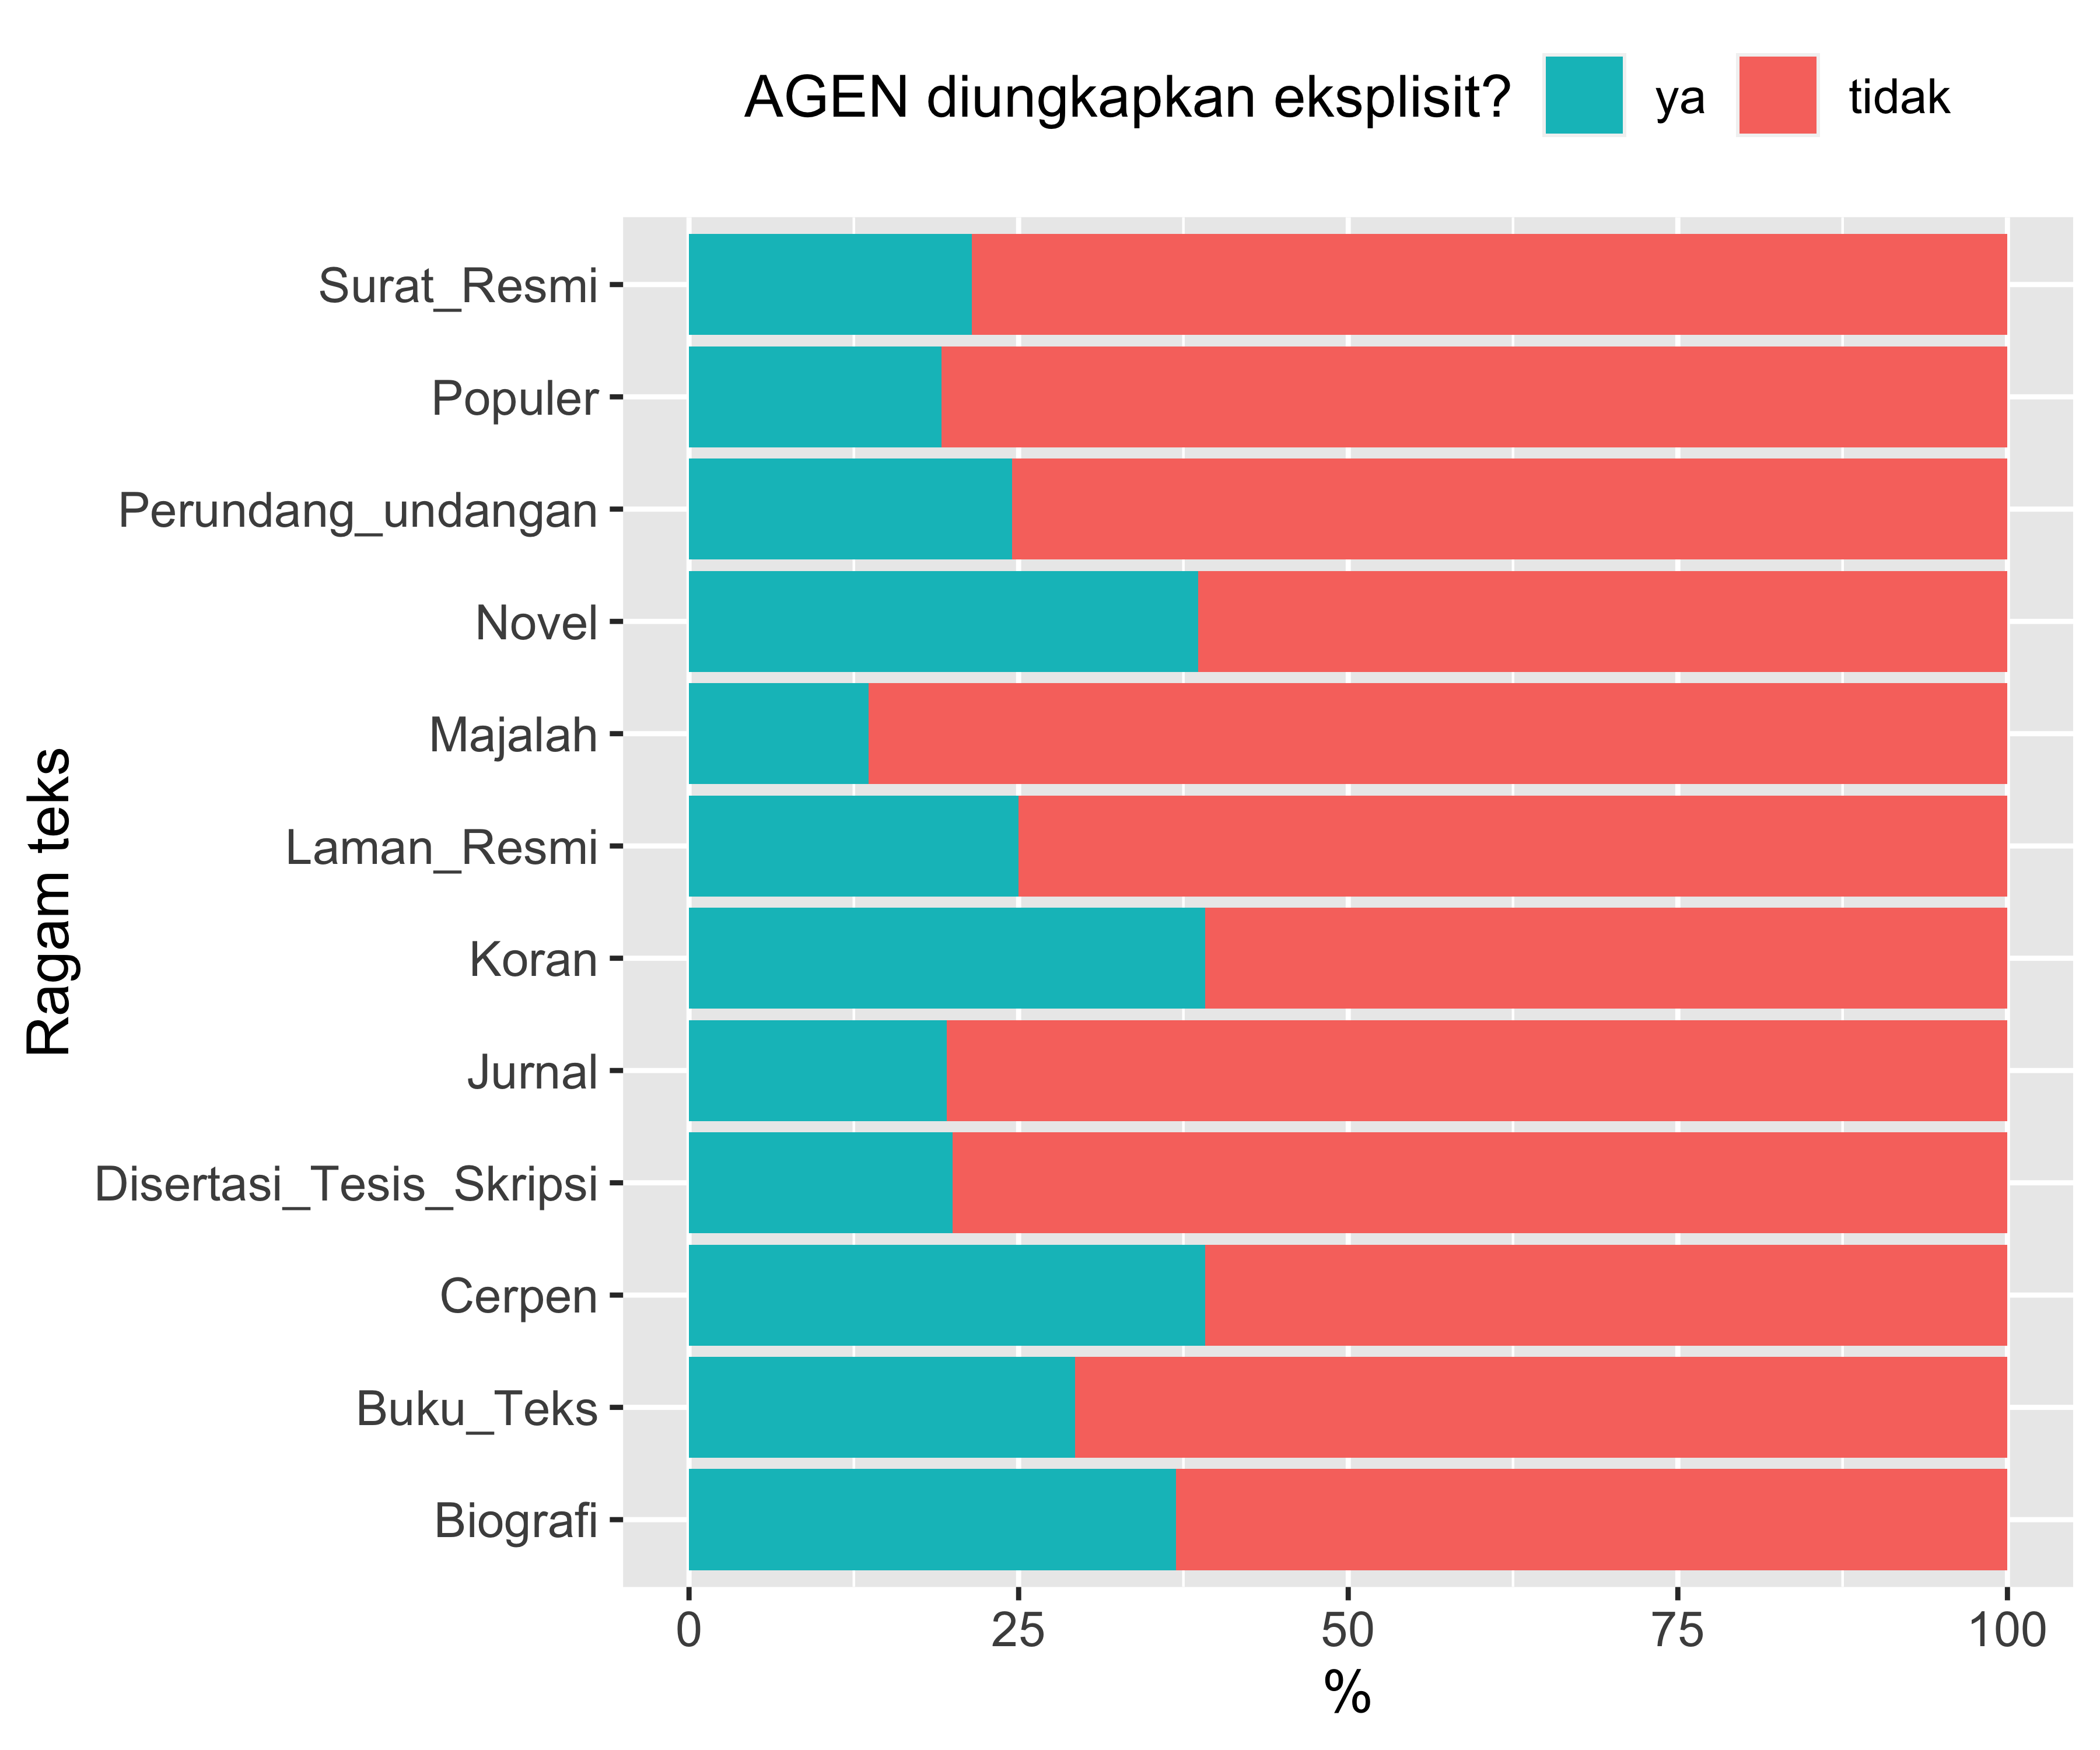 AGEN diungkapkan eksplisit? ya tidak
Ragam teks
Surat_Resmi
Populer
Perundang_undangan
Novel
Majalah
Laman_Resmi
Koran
Jurnal
Disertasi_Tesis_Skripsi
Cerpen
Buku_Teks
Biografi
0 25 50 75 100
%